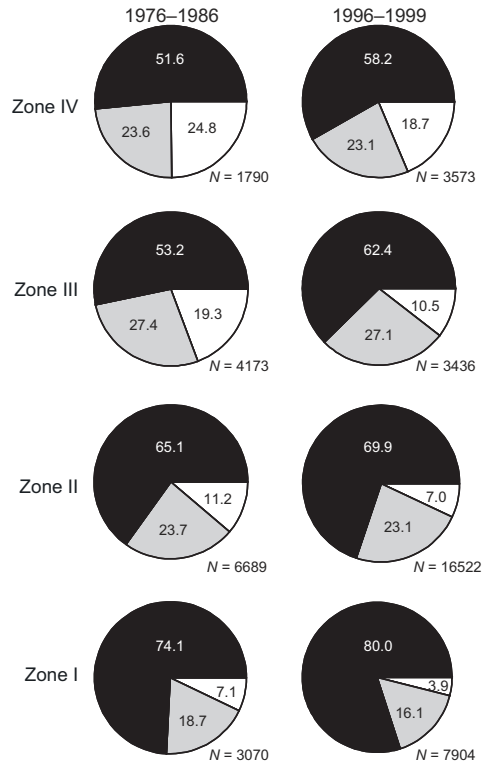 1976–1986 1996–1999
51.6 58.2
Zone IV
23.6 24.8 23.1 18.7
N = 1790 N = 3573
53.2 62.4
Zone III
27.4 19.3 27.1 10.5
N = 4173 N = 3436
65.1 69.9
Zone II
23.7 11.2 23.1 7.0
N = 6689 N = 16522
74.1 80.0
Zone I
18.7 7.1 16.1 3.9
N = 3070 N = 7904